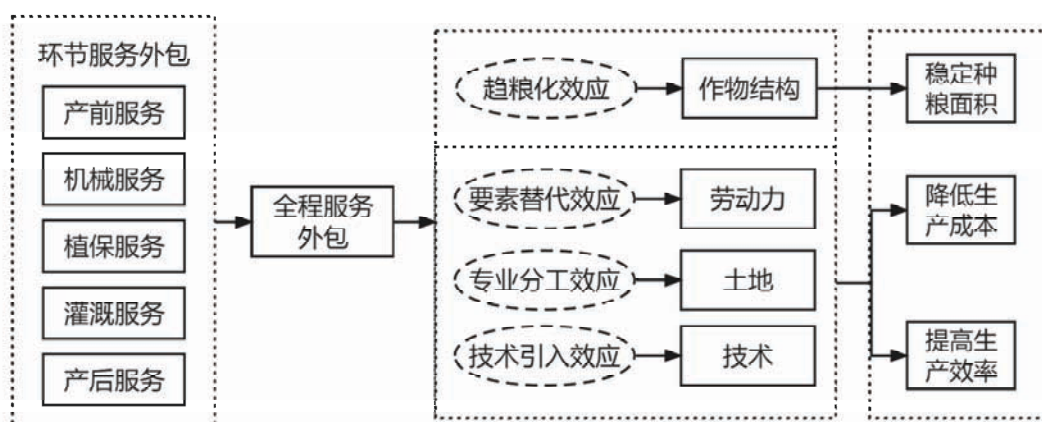 环节服务外包
产前服务
机械服务
植保服务
灌溉服务
产后服务
全程服务
外包
趋粮化效应
作物结构
要素替代效应
劳动力
专业分工效应
土地
技术引入效应
技术
稳定种
粮面积
降低生
产成本
提高生
产效率